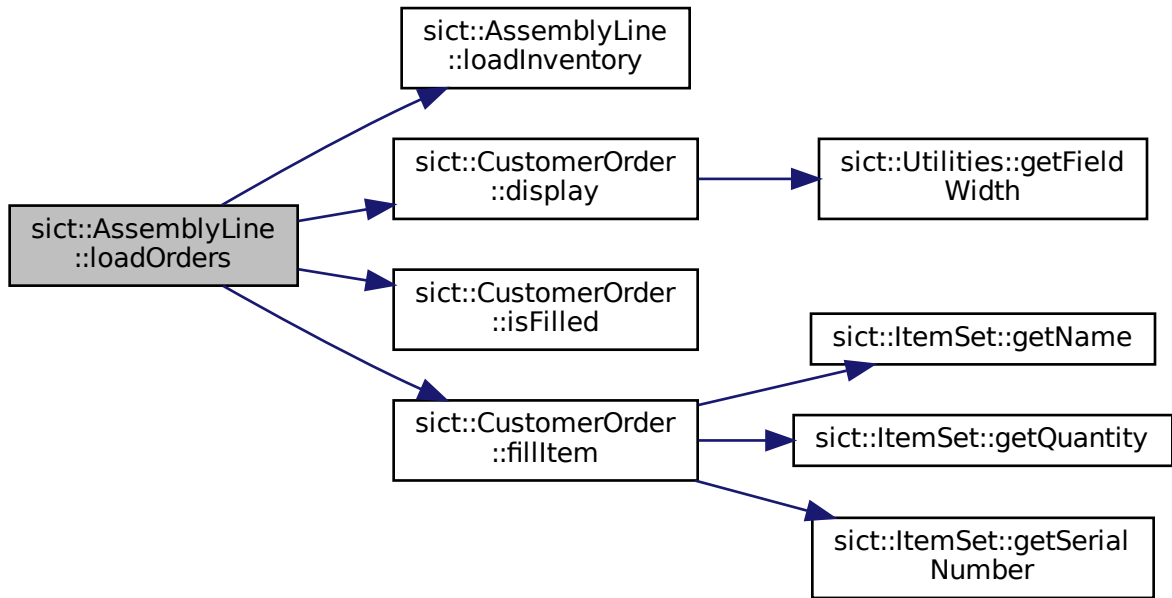 sict::AssemblyLine
::loadOrders
sict::AssemblyLine
::loadInventory
sict::CustomerOrder
::display
sict::Utilities::getField
Width
sict::CustomerOrder
::isFilled
sict::CustomerOrder
::fillItem
sict::ItemSet::getName
sict::ItemSet::getQuantity
sict::ItemSet::getSerial
Number